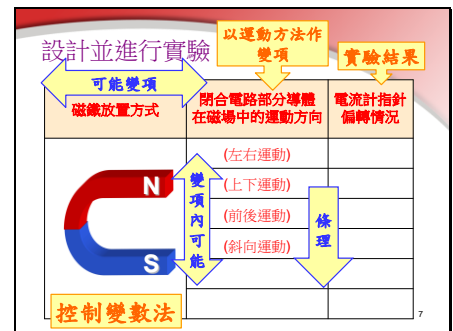 設計並進行實驗
以運動方法作
變項
實驗結果
可能變項
磁鐵放置方式
閉合電路部分導體
在磁場中的運動方向
電流計指針
偏轉情況
(左右運動)
(上下運動)
(前後運動)
(斜向運動)
變
項
內
可
能
條
理
N
S
控制變數法
7